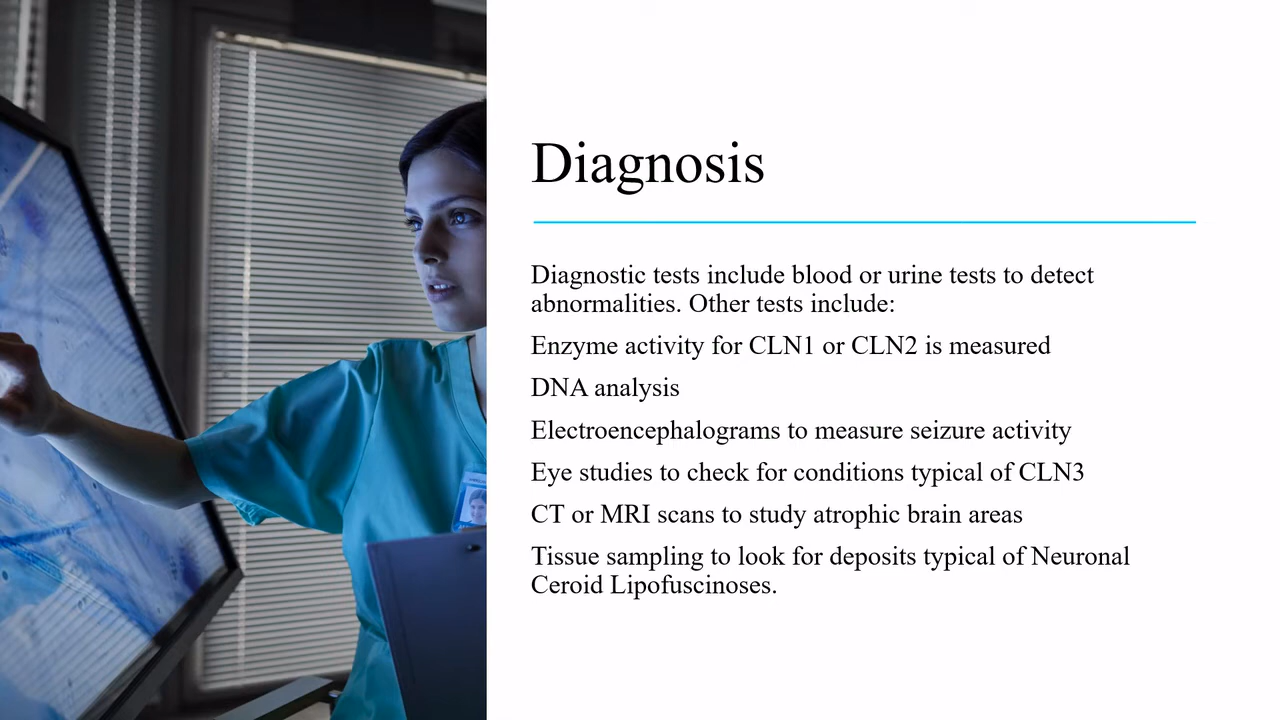 Diagnosis
Diagnostic tests include blood or urine tests to detect
abnormalities. Other tests include:
Enzyme activity for CLN1 or CLN2 is measured
DNA analysis
Electroencephalograms to measure seizure activity
Eye studies to check for conditions typical of CLN3
CT or MRI scans to study atrophic brain areas
Tissue sampling to look for deposits typical of Neuronal
Ceroid Lipofuscinoses.